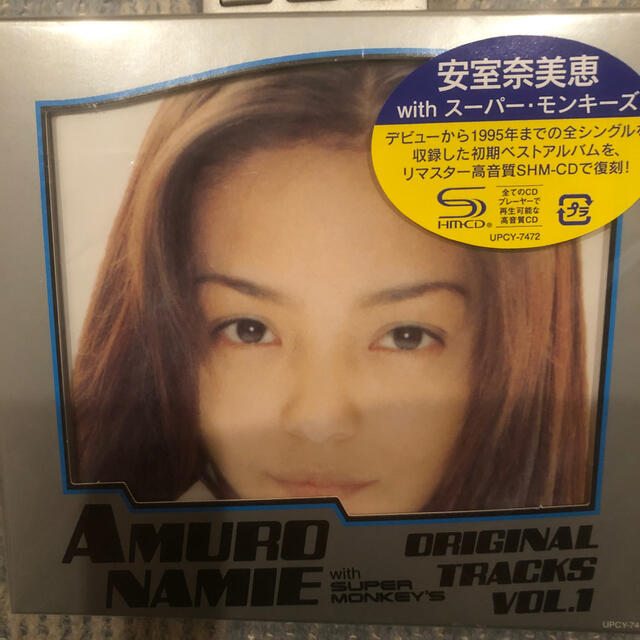 安室奈美恵
with スーパー・モンキーズ
デビューから1995年までの全シングルを
収録した初期ベストアルバムを、
リマスター高音質SHM-CDで復刻!
SHM-CD®
全てのCD
プレーヤーで
再生可能な
高音質CD
プラ
UPCY-7472
AMURO
NAMIE
with
SUPER
MONKEY'S
ORIGINAL
TRACKS
VOL.1